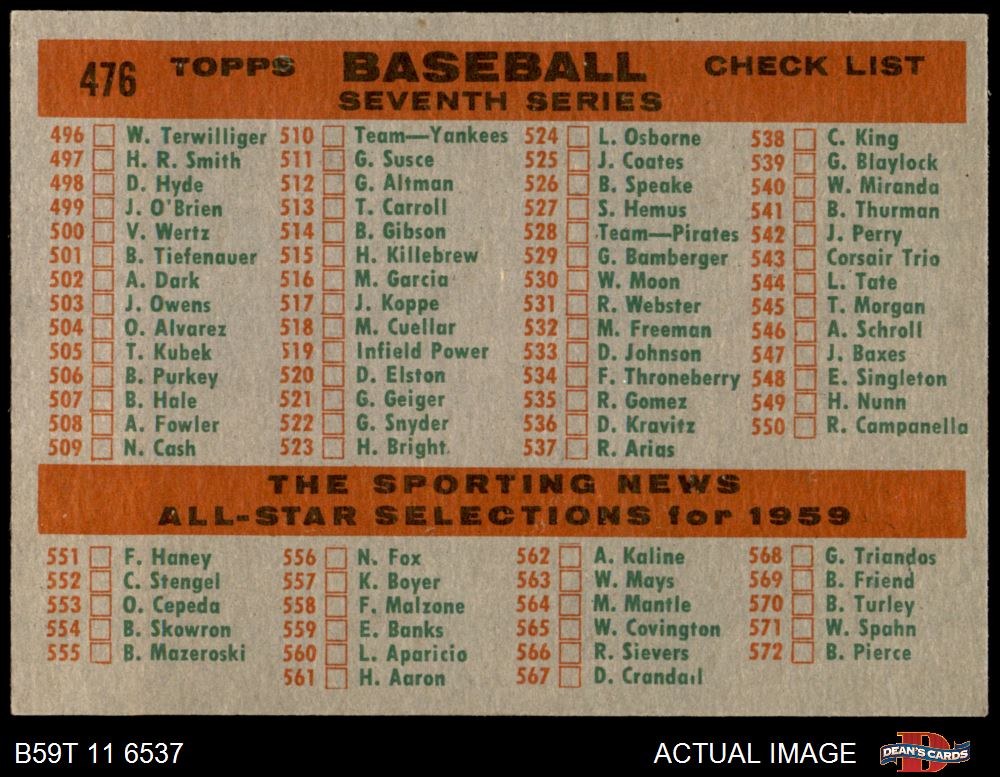 476 TOPPS BASEBALL CHECK LIST
SEVENTH SERIES
496 W. Terwilliger
497 H. R. Smith
498 D. Hyde
499 J. O'Brien
500 V. Wertz
501 B. Tiefenauer
502 A. Dark
503 J. Owens
504 O. Alvarez
505 T. Kubek
506 B. Purkey
507 B. Hale
508 A. Fowler
509 N. Cash
510 Team—Yankees
511 G. Susce
512 G. Altman
513 T. Carroll
514 B. Gibson
515 H. Killebrew
516 M. Garcia
517 J. Koppe
518 M. Cuellar
519 Infield Power
520 D. Elston
521 G. Geiger
522 G. Snyder
523 H. Bright
524 L. Osborne
525 J. Coates
526 B. Speake
527 S. Hemus
528 Team—Pirates
529 G. Bamberger
530 W. Moon
531 R. Webster
532 M. Freeman
533 D. Johnson
534 F. Throneberry
535 R. Gomez
536 D. Kravitz
537 R. Arias
538 C. King
539 G. Blaylock
540 W. Miranda
541 B. Thurman
542 J. Perry
543 Corsair Trio
544 L. Tate
545 T. Morgan
546 A. Schroll
547 J. Baxes
548 E. Singleton
549 H. Nunn
550 R. Campanella
THE SPORTING NEWS
ALL-STAR SELECTIONS for 1959
551 F. Haney
552 C. Stengel
553 O. Cepeda
554 B. Skowron
555 B. Mazeroski
556 N. Fox
557 K. Boyer
558 F. Malzone
559 E. Banks
560 L. Aparicio
561 H. Aaron
562 A. Kaline
563 W. Mays
564 M. Mantle
565 W. Covington
566 R. Sievers
567 D. Crandall
568 G. Triandos
569 B. Friend
570 B. Turley
571 W. Spahn
572 B. Pierce
B59T 11 6537 ACTUAL IMAGE DEAN'S CARDS